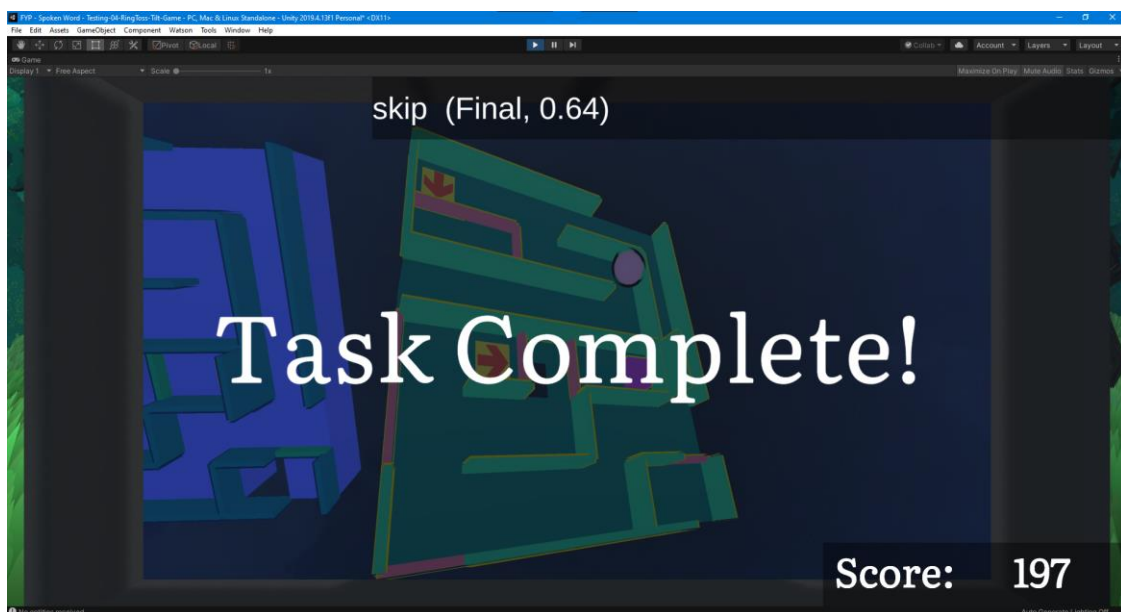 FYP - Spoken Word - Testing-04-RingToss-Tilt-Game - PC, Mac & Linux Standalone - Unity 2019.4.13f1 Personal* <DX11>
File Edit Assets GameObject Component Watson Tools Window Help
Pivot Local Collab Account Layers Layout
Game
Display 1 Free Aspect Scale 1x Maximize On Play Mute Audio Stats Gizmos
skip (Final, 0.64)
Task Complete!
Score: 197